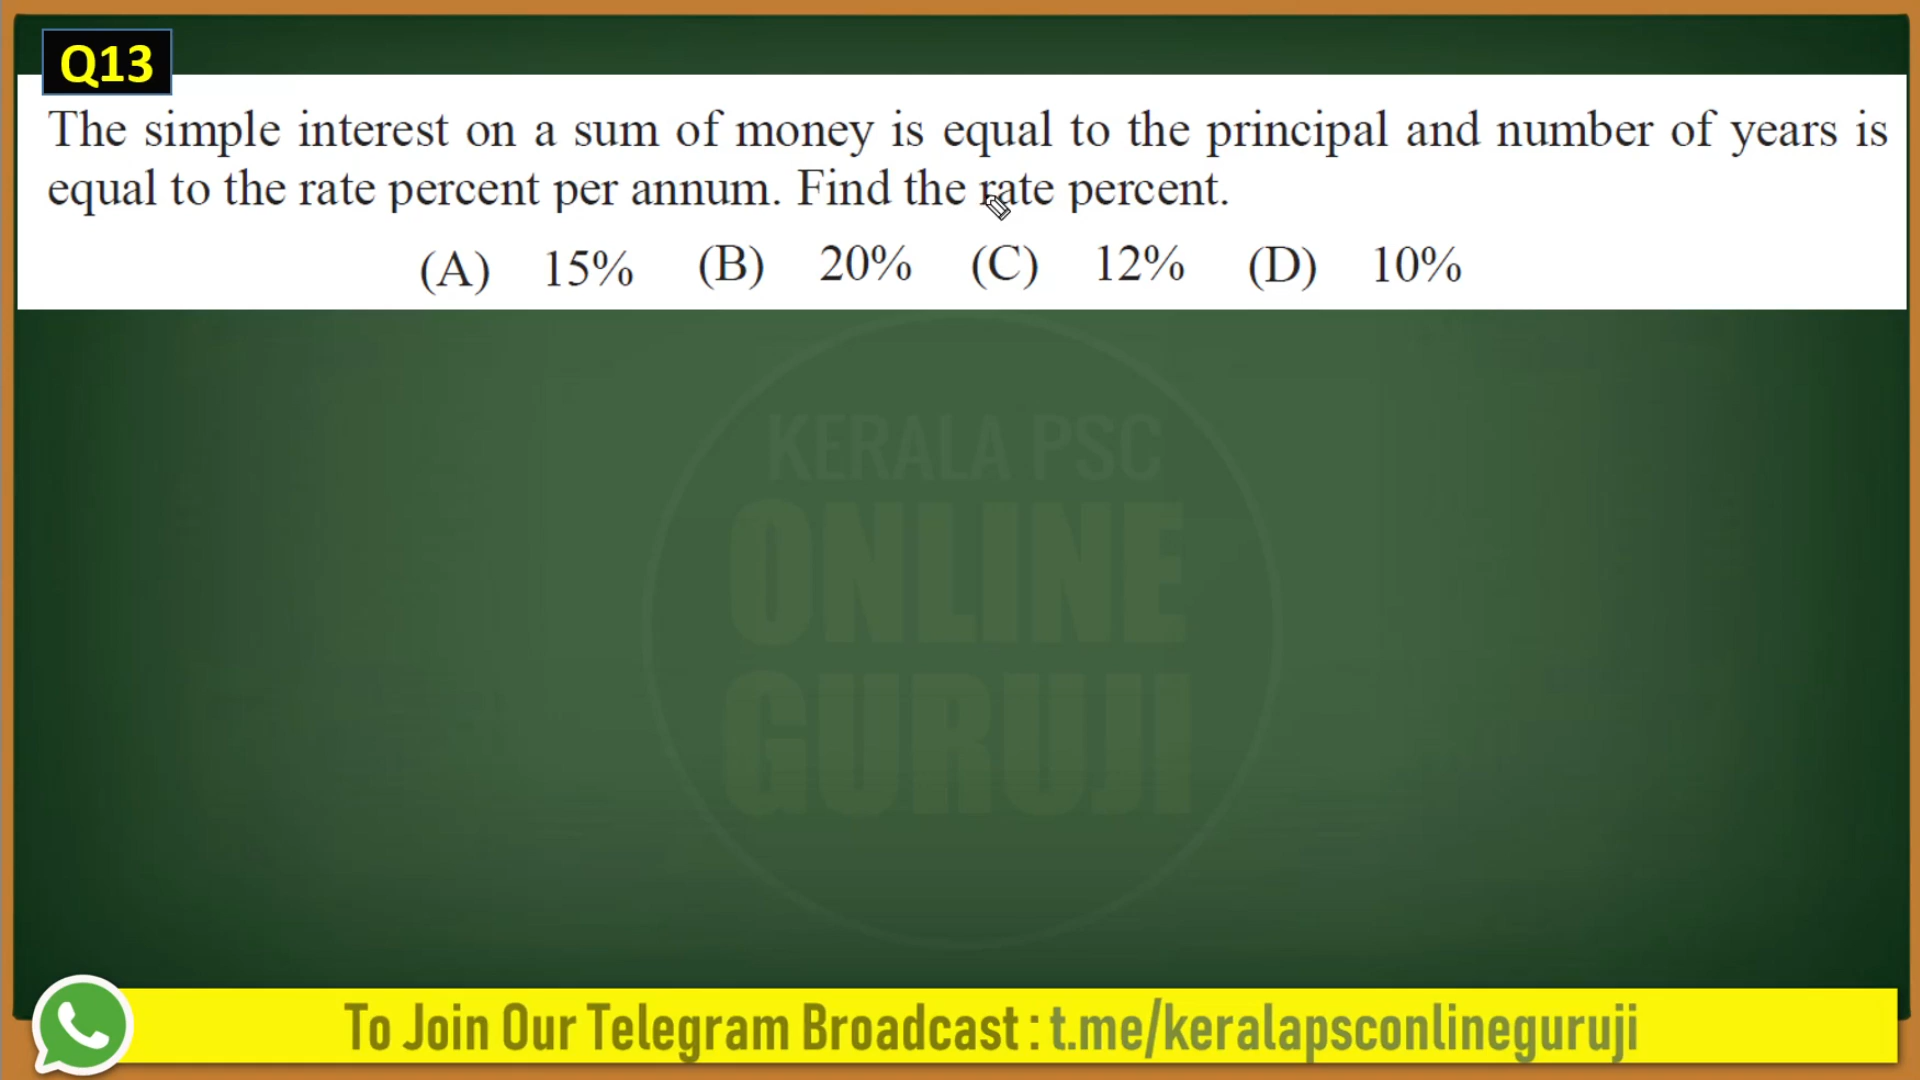 Q13
The simple interest on a sum of money is equal to the principal and number of years is
equal to the rate percent per annum. Find the rate percent.
(A) 15% (B) 20% (C) 12% (D) 10%
KERALA PSC
ONLINE
GURUJI
To Join Our Telegram Broadcast : t.me/keralapsconlineguruji